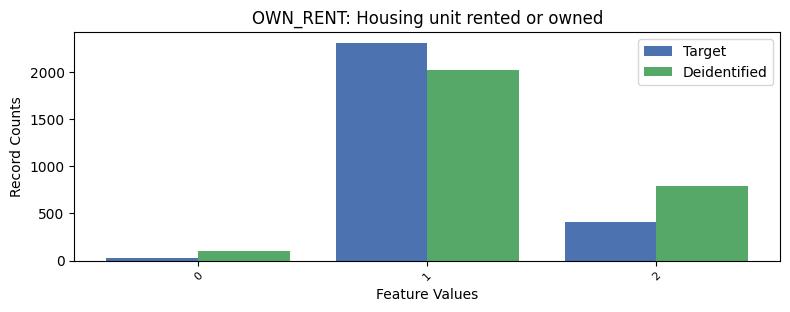 OWN_RENT: Housing unit rented or owned
Target
Deidentified
Record Counts
2000
1500
1000
500
0
0
1
2
Feature Values